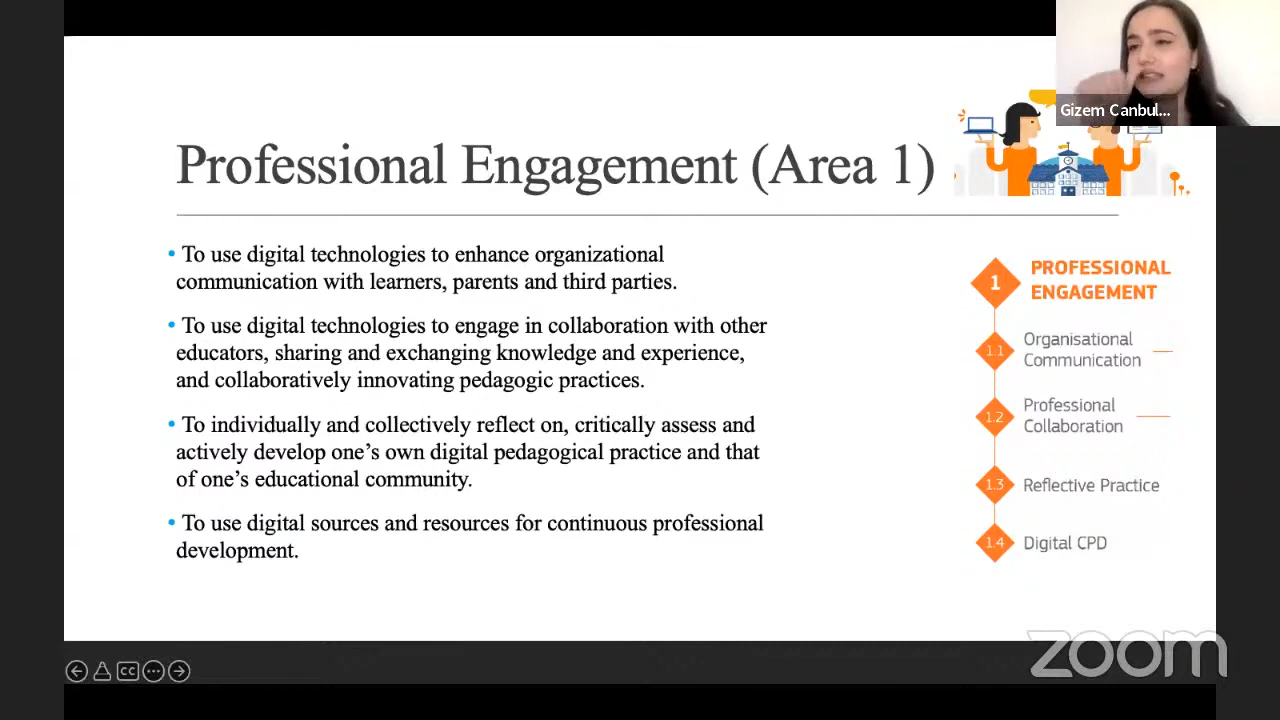 Gizem Canbul...
Professional Engagement (Area 1)
• To use digital technologies to enhance organizational
communication with learners, parents and third parties.
• To use digital technologies to engage in collaboration with other
educators, sharing and exchanging knowledge and experience,
and collaboratively innovating pedagogic practices.
• To individually and collectively reflect on, critically assess and
actively develop one’s own digital pedagogical practice and that
of one’s educational community.
• To use digital sources and resources for continuous professional
development.
1 PROFESSIONAL
ENGAGEMENT
1.1 Organisational
Communication
1.2 Professional
Collaboration
1.3 Reflective Practice
1.4 Digital CPD
CC
zoom